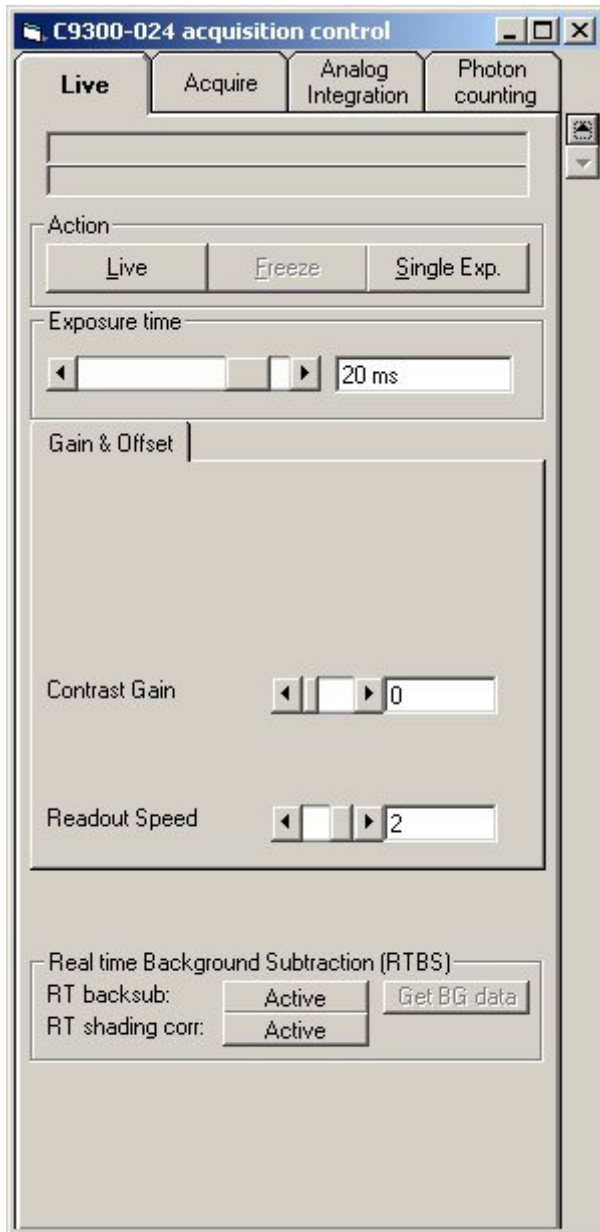 C9300-024 acquisition control
Live
Acquire
Analog
Integration
Photon
counting
Action
Live
Freeze
Single Exp.
Exposure time
20 ms
Gain & Offset
Contrast Gain
0
Readout Speed
2
Real time Background Subtraction (RTBS)
RT backsub:
Active
Get BG data
RT shading corr:
Active